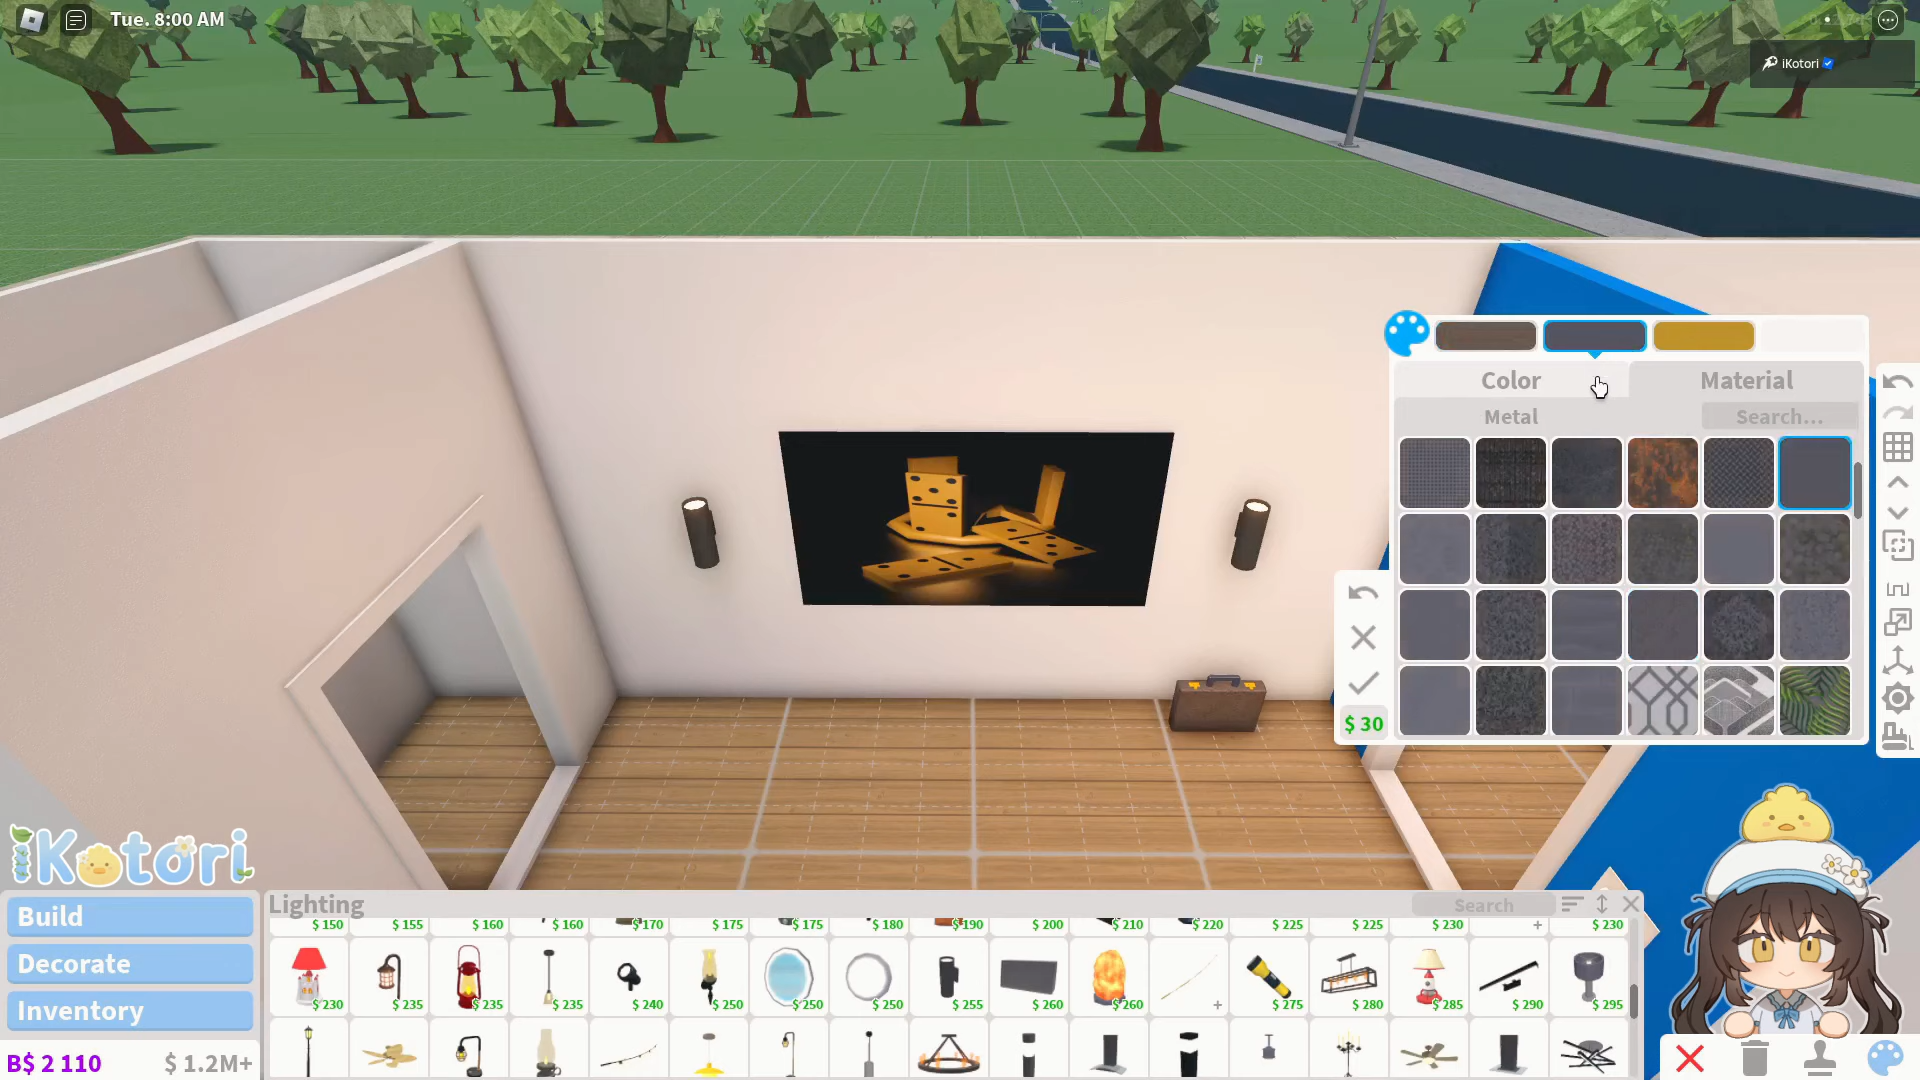 Tue. 8:00 AM
iKotori
Color
Material
Metal
Search...
$ 30
iKotori
Build
Decorate
Inventory
B$ 2 110
$ 1.2M+
Lighting
Search
$ 150 $ 155 $ 160 $ 160 $ 170 $ 175 $ 175 $ 180 $ 190 $ 200 $ 210 $ 220 $ 225 $ 225 $ 230 + $ 230
$ 230 $ 235 $ 235 $ 235 $ 240 $ 250 $ 250 $ 250 $ 255 $ 260 $ 260 + $ 275 $ 280 $ 285 $ 290 $ 295